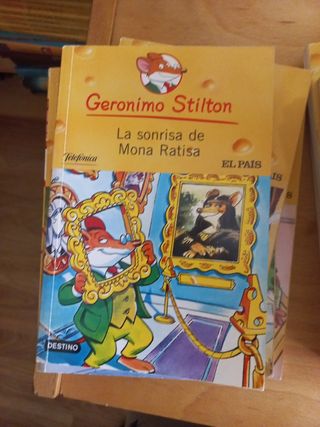 Geronimo Stilton
La sonrisa de
Mona Ratisa
Telefónica
EL PAÍS
DESTINO